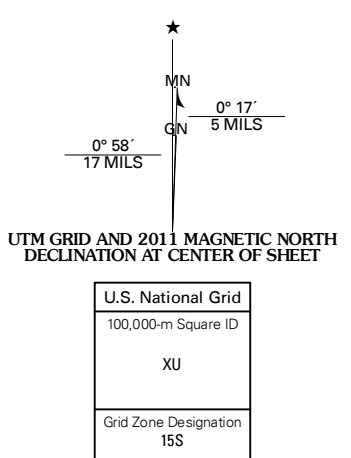 ★
MN
0° 17´
5 MILS
GN
0° 58´
17 MILS
UTM GRID AND 2011 MAGNETIC NORTH
DECLINATION AT CENTER OF SHEET
U.S. National Grid
100,000-m Square ID
XU
Grid Zone Designation
15S